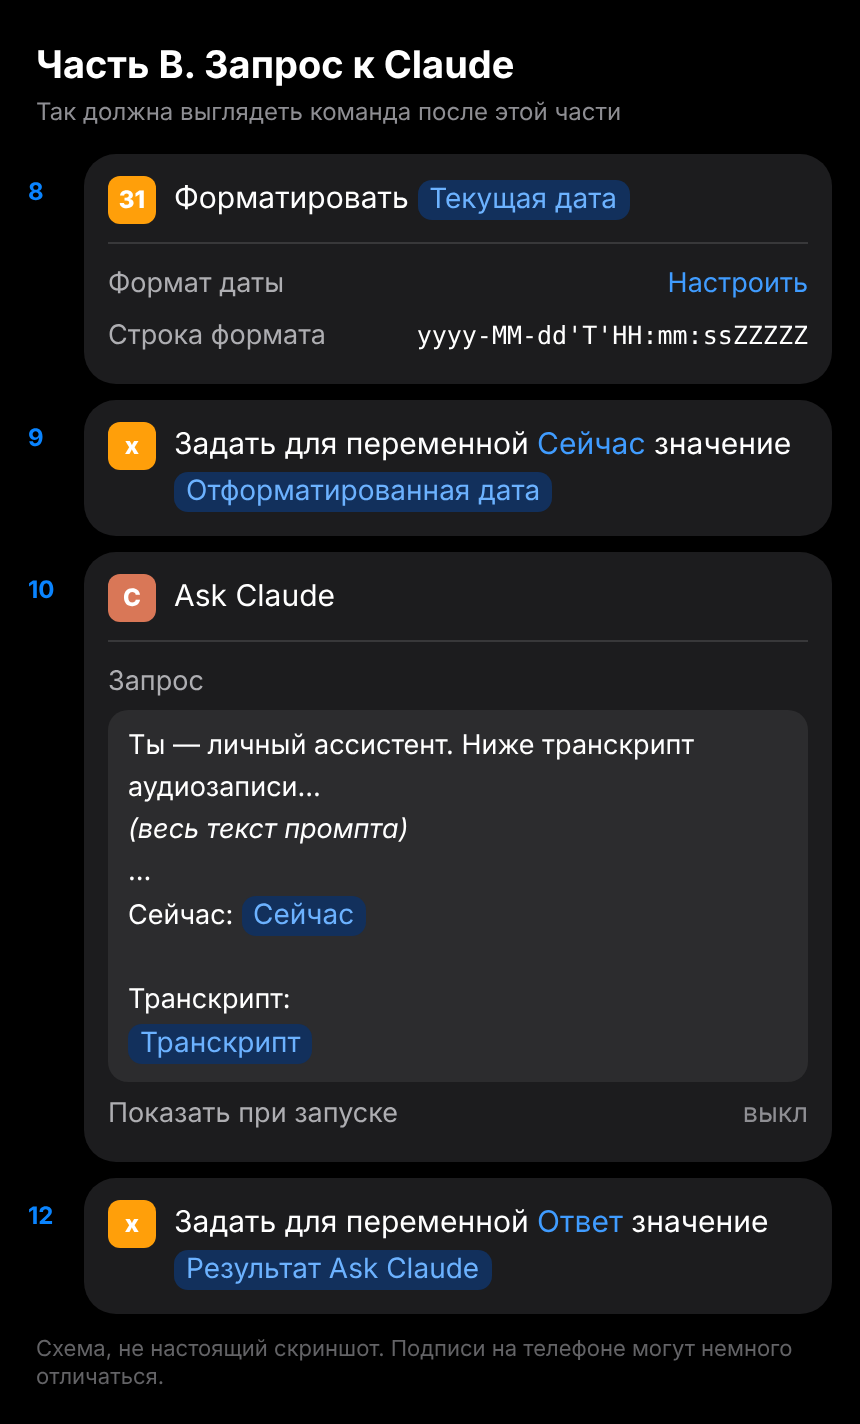 Часть B. Запрос к Claude
Так должна выглядеть команда после этой части
8
31 Форматировать Текущая дата
Формат даты Настроить
Строка формата yyyy-MM-dd'T'HH:mm:ssZZZZZ
9
x Задать для переменной Сейчас значение
Отформатированная дата
10
C Ask Claude
Запрос
Ты — личный ассистент. Ниже транскрипт
аудиозаписи...
(весь текст промпта)
...
Сейчас: Сейчас
Транскрипт:
Транскрипт
Показать при запуске выкл
12
x Задать для переменной Ответ значение
Результат Ask Claude
Схема, не настоящий скриншот. Подписи на телефоне могут немного
отличаться.